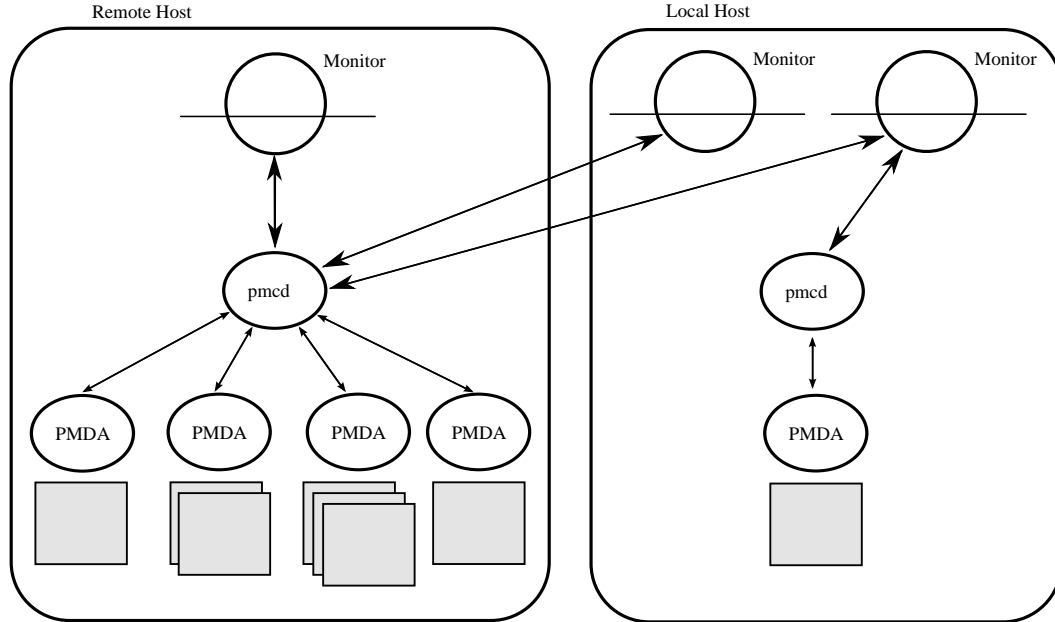 Remote Host
Local Host
Monitor
Monitor
Monitor
pmcd
pmcd
PMDA
PMDA
PMDA
PMDA
PMDA